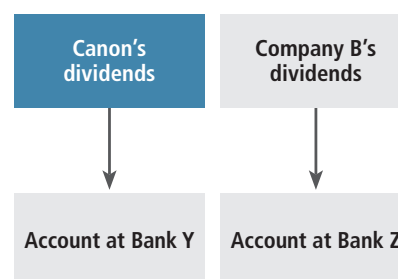 Canon’s
dividends
Company B’s
dividends
Account at Bank Y
Account at Bank Z